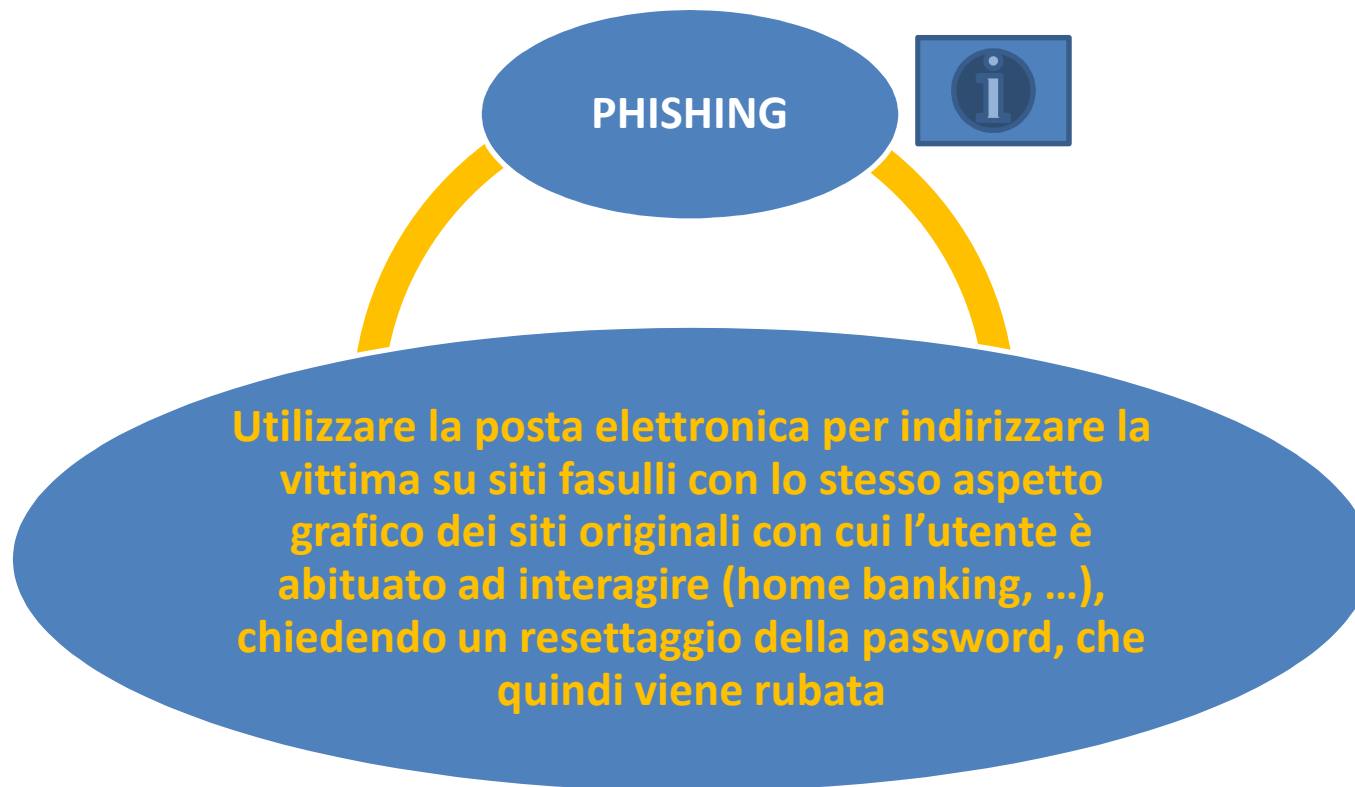 PHISHING
Utilizzare la posta elettronica per indirizzare la
vittima su siti fasulli con lo stesso aspetto
grafico dei siti originali con cui l’utente è
abituato ad interagire (home banking, …),
chiedendo un resettaggio della password, che
quindi viene rubata